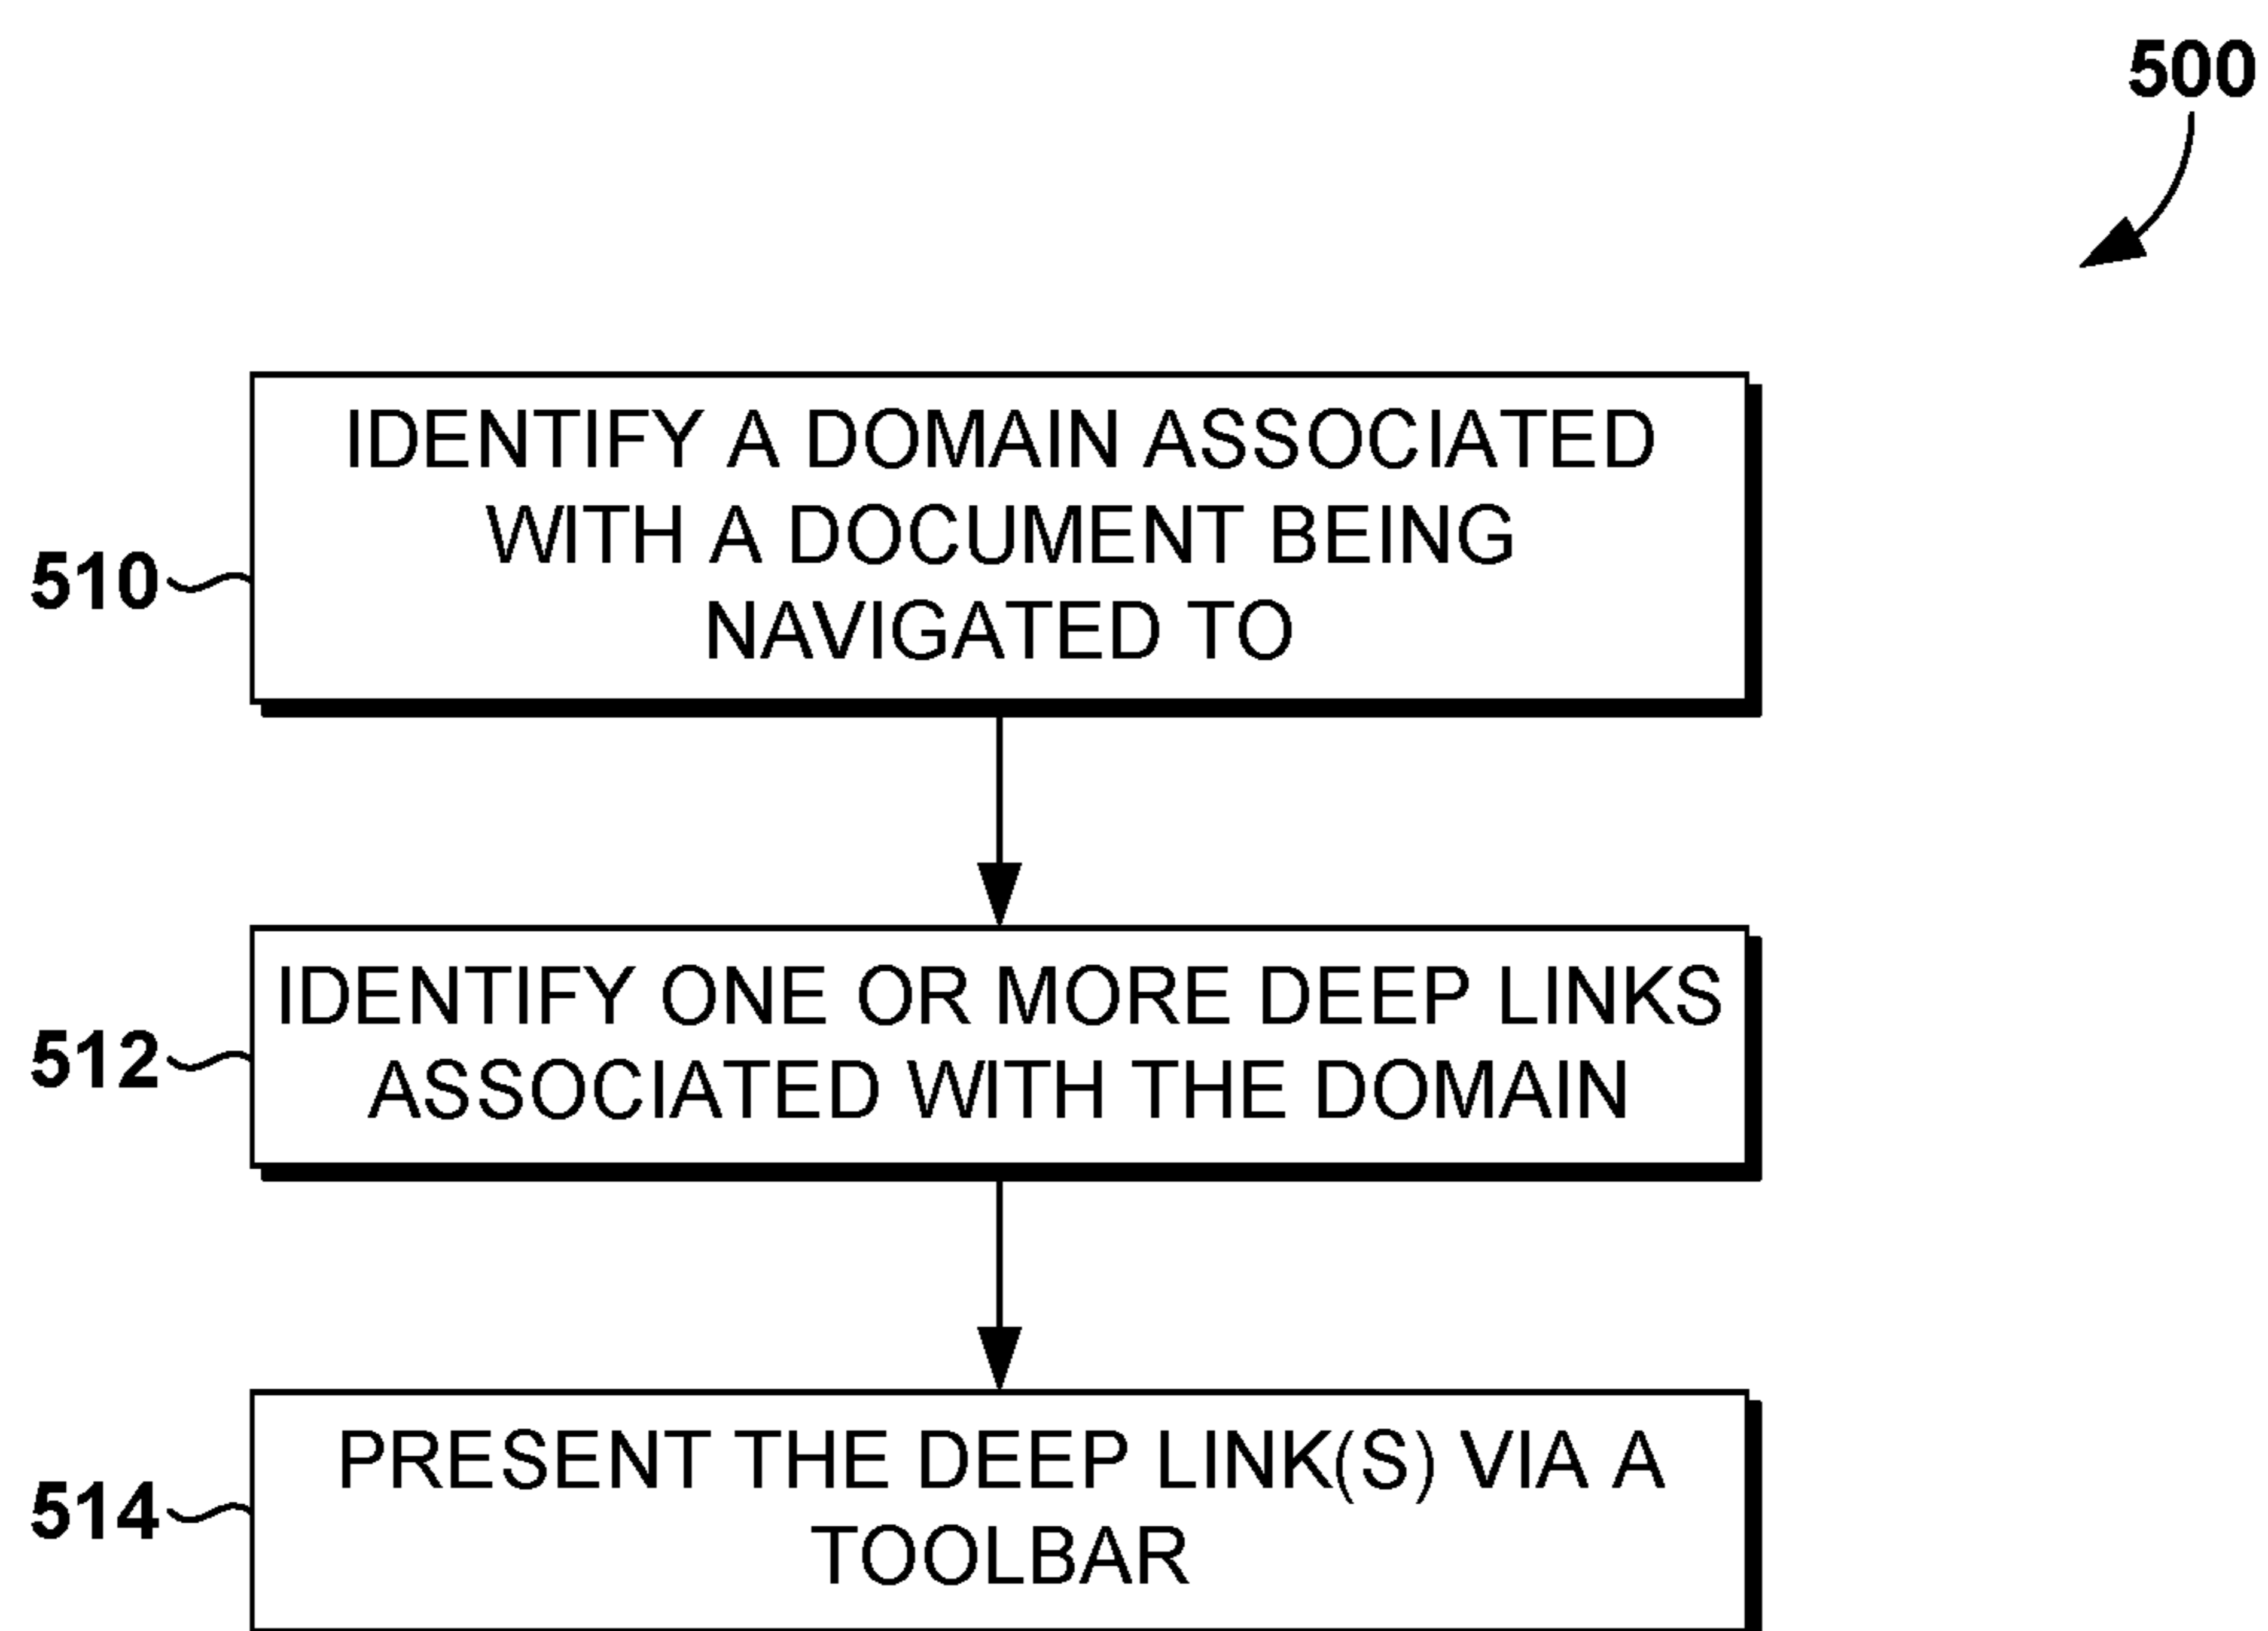 500
IDENTIFY A DOMAIN ASSOCIATED
WITH A DOCUMENT BEING
NAVIGATED TO
510
IDENTIFY ONE OR MORE DEEP LINKS
ASSOCIATED WITH THE DOMAIN
512
PRESENT THE DEEP LINK(S) VIA A
TOOLBAR
514